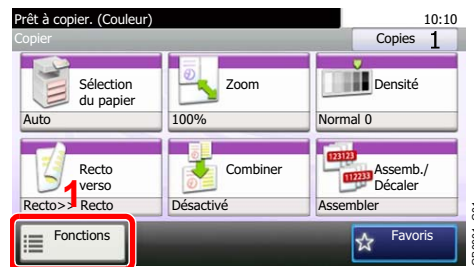 Prêt à copier. (Couleur) 10:10
Copier Copies 1
Sélection du papier
Auto
Zoom
100%
Densité
Normal 0
Recto verso
Recto>> Recto
1
Combiner
Désactivé
123123
112233
Assemb./ Décaler
Assembler
Fonctions
Favoris